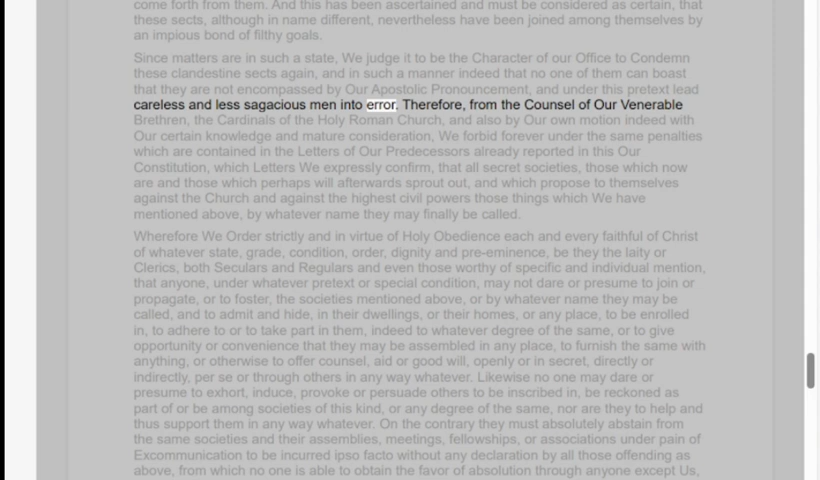 come forth from them. And this has been ascertained and must be considered as certain, that
these sects, although in name different, nevertheless have been joined among themselves by
an impious bond of filthy goals.
Since matters are in such a state, We judge it to be the Character of our Office to Condemn
these clandestine sects again, and in such a manner indeed that no one of them can boast
that they are not encompassed by Our Apostolic Pronouncement, and under this pretext lead
careless and less sagacious men into error. Therefore, from the Counsel of Our Venerable
Brethren, the Cardinals of the Holy Roman Church, and also by Our own motion indeed with
Our certain knowledge and mature consideration, We forbid forever under the same penalties
which are contained in the Letters of Our Predecessors already reported in this Our
Constitution, which Letters We expressly confirm, that all secret societies, those which now
are and those which perhaps will afterwards sprout out, and which propose to themselves
against the Church and against the highest civil powers those things which We have
mentioned above, by whatever name they may finally be called.
Wherefore We Order strictly and in virtue of Holy Obedience each and every faithful of Christ
of whatever state, grade, condition, order, dignity and pre-eminence, be they the laity or
Clerics, both Seculars and Regulars and even those worthy of specific and individual mention,
that anyone, under whatever pretext or special condition, may not dare or presume to join or
propagate, or to foster, the societies mentioned above, or by whatever name they may be
called, and to admit and hide, in their dwellings, or their homes, or any place, to be enrolled
in, to adhere to or to take part in them, indeed to whatever degree of the same, or to give
opportunity or convenience that they may be assembled in any place, to furnish the same with
anything, or otherwise to offer counsel, aid or good will, openly or in secret, directly or
indirectly, per se or through others in any way whatever. Likewise no one may dare or
presume to exhort, induce, provoke or persuade others to be inscribed in, be reckoned as
part of or be among societies of this kind, or any degree of the same, nor are they to help and
thus support them in any way whatever. On the contrary they must absolutely abstain from
the same societies and their assemblies, meetings, fellowships, or associations under pain of
Excommunication to be incurred ipso facto without any declaration by all those offending as
above, from which no one is able to obtain the favor of absolution through anyone except Us,